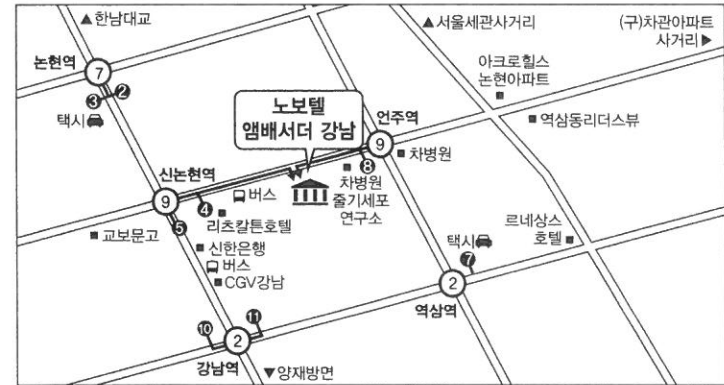 ▲한남대교
▲서울세관사거리
(구)차관아파트
사거리▶
논현역
7
3
2
택시
아크로힐스
논현아파트
역삼동리더스뷰
노보텔
앰배서더 강남
언주역
9
8
차병원
차병원
줄기세포
연구소
신논현역
9
4
버스
리츠칼튼호텔
5
교보문고
신한은행
버스
CGV강남
르네상스
호텔
택시
7
2
역삼역
10
11
2
강남역
▼양재방면